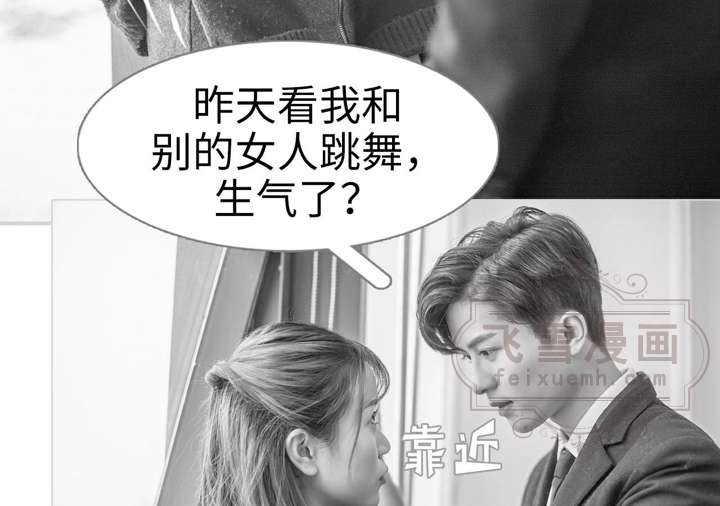 昨天看我和
别的女人跳舞，
生气了？
飞雪漫画
feixuemh.com
靠近